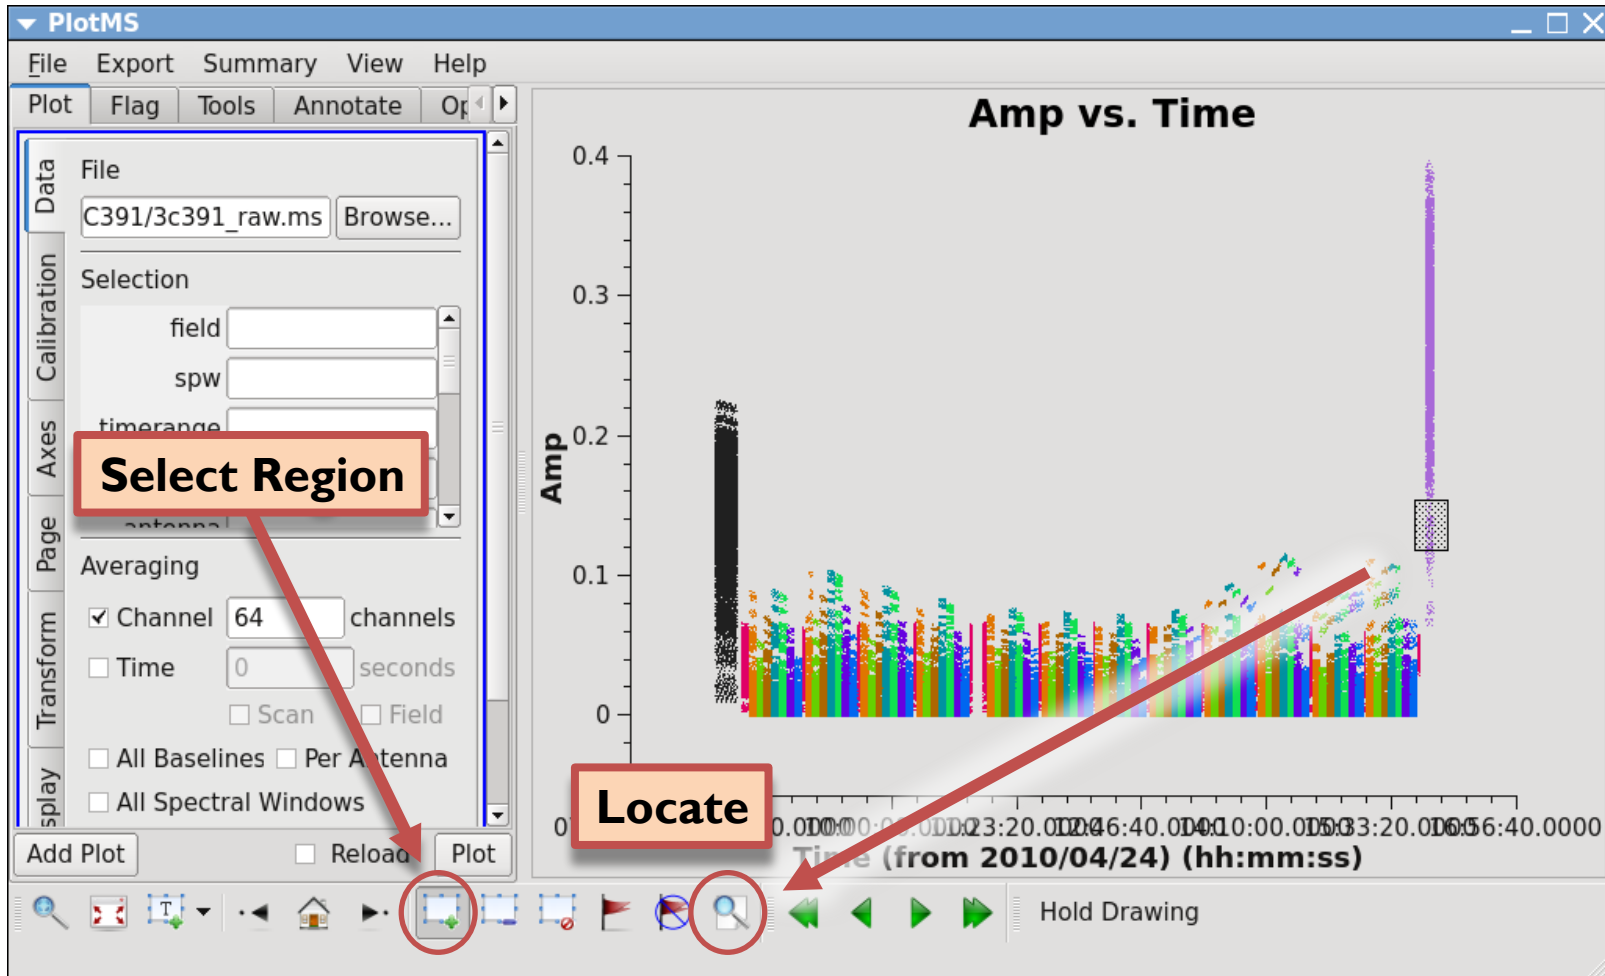 PlotMS
File Export Summary View Help
Plot Flag Tools Annotate
Data
Calibration
Axes
Page
Transform
File
C391/3c391_raw.ms Browse...
Selection
field
spw
timerange
antenna
Select Region
Averaging
Channel 64 channels
Time 0 seconds
Scan Field
All Baselines Per Antenna
All Spectral Windows
Add Plot Reload Plot
Amp vs. Time
Amp
0.4
0.3
0.2
0.1
0
Locate
Time (from 2010/04/24) (hh:mm:ss)
T
Hold Drawing